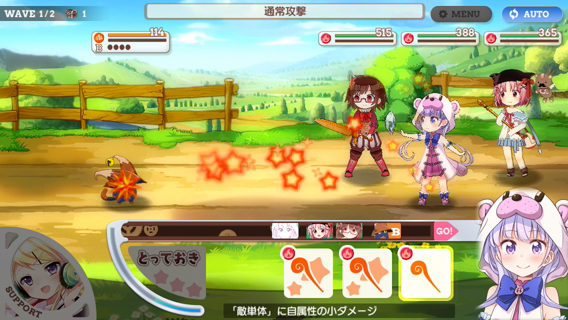 WAVE 1/2 1
通常攻撃
MENU
AUTO
114
B
515
388
365
B
GO!
とっておき
SUPPORT
「敵単体」に自属性の小ダメージ